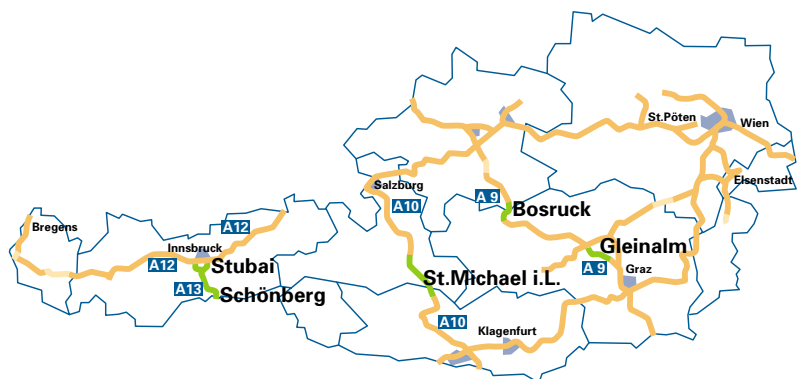 St.Pöten
Wien
Eisenstadt
Salzburg
A 9
A10
Bosruck
Bregens
A12
Innsbruck
Gleinalm
A12
Stubai
A 9
Graz
St.Michael i.L.
A13
Schönberg
A10
Klagenfurt